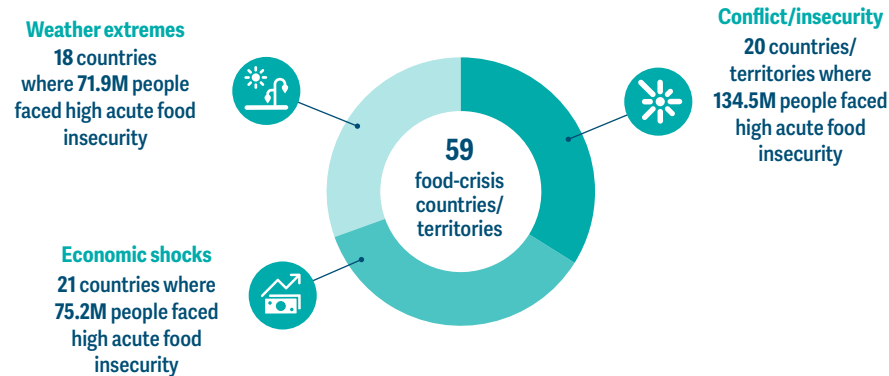 Weather extremes
18 countries
where 71.9M people
faced high acute food
insecurity
Conflict/insecurity
20 countries/
territories where
134.5M people faced
high acute food
insecurity
59
food-crisis
countries/
territories
Economic shocks
21 countries where
75.2M people faced
high acute food
insecurity